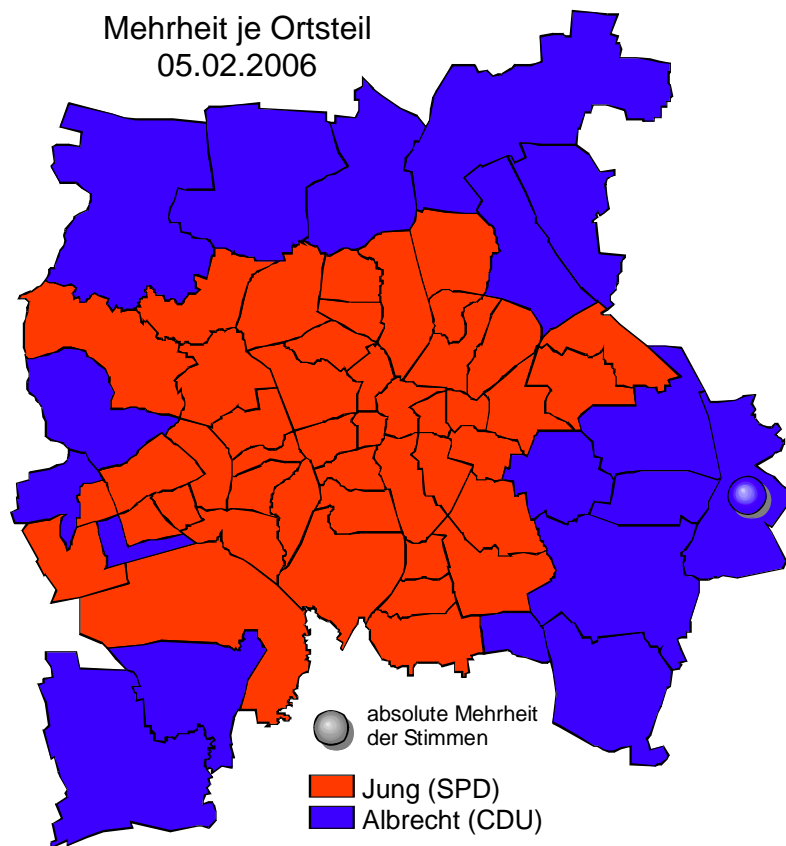 Mehrheit je Ortsteil
05.02.2006
absolute Mehrheit
der Stimmen
Jung (SPD)
Albrecht (CDU)